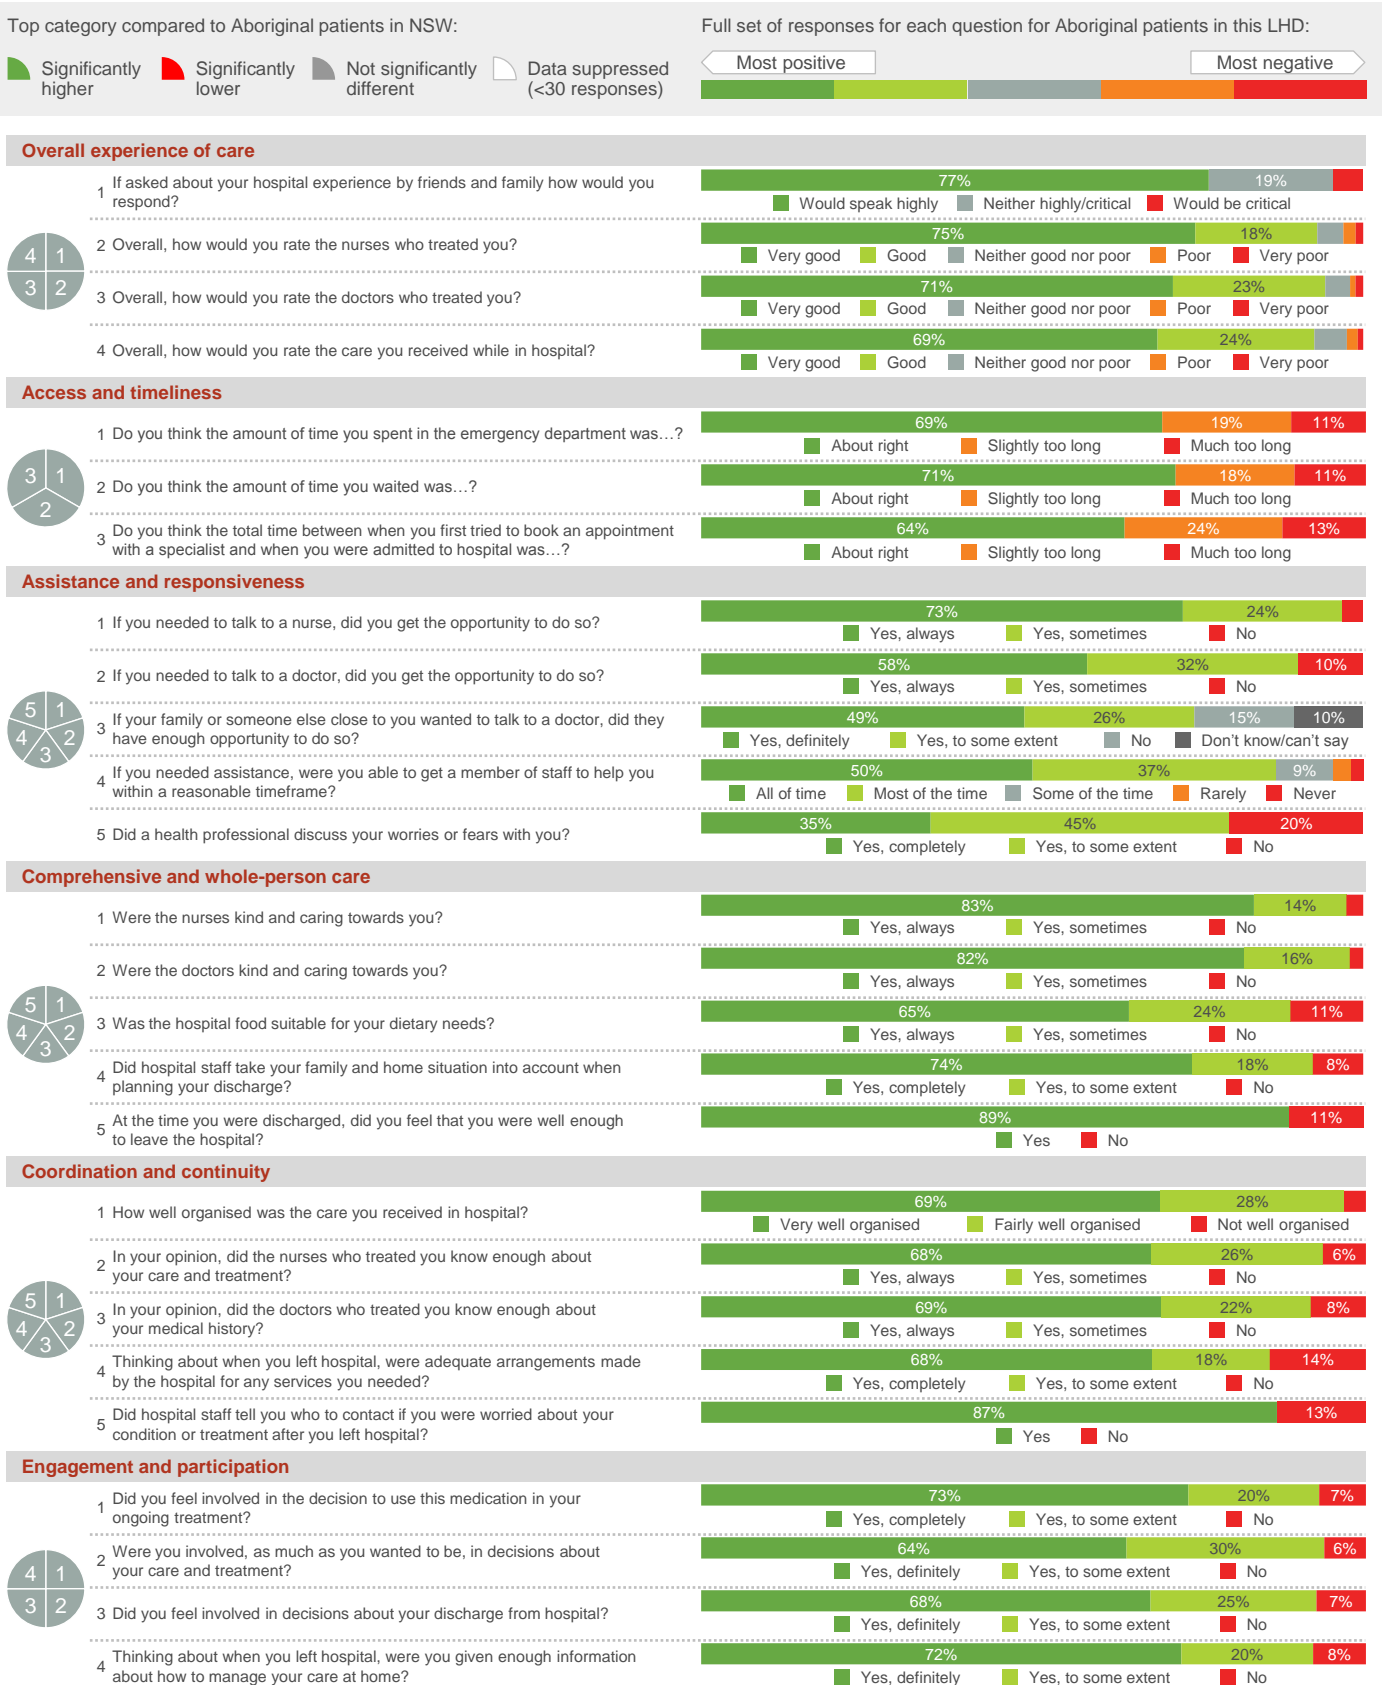 Top category compared to Aboriginal patients in NSW:
Full set of responses for each question for Aboriginal patients in this LHD:
Significantly higher
Significantly lower
Not significantly different
Data suppressed (<30 responses)
Most positive
Most negative
Overall experience of care
4 1
3 2
1 If asked about your hospital experience by friends and family how would you
respond?
77% 19%
Would speak highly Neither highly/critical Would be critical
2 Overall, how would you rate the nurses who treated you?
75% 18%
Very good Good Neither good nor poor Poor Very poor
3 Overall, how would you rate the doctors who treated you?
71% 23%
Very good Good Neither good nor poor Poor Very poor
4 Overall, how would you rate the care you received while in hospital?
69% 24%
Very good Good Neither good nor poor Poor Very poor
Access and timeliness
3 1
2
1 Do you think the amount of time you spent in the emergency department was…?
69% 19% 11%
About right Slightly too long Much too long
2 Do you think the amount of time you waited was…?
71% 18% 11%
About right Slightly too long Much too long
3 Do you think the total time between when you first tried to book an appointment
with a specialist and when you were admitted to hospital was…?
64% 24% 13%
About right Slightly too long Much too long
Assistance and responsiveness
5 1
4 2
3
1 If you needed to talk to a nurse, did you get the opportunity to do so?
73% 24%
Yes, always Yes, sometimes No
2 If you needed to talk to a doctor, did you get the opportunity to do so?
58% 32% 10%
Yes, always Yes, sometimes No
3 If your family or someone else close to you wanted to talk to a doctor, did they
have enough opportunity to do so?
49% 26% 15% 10%
Yes, definitely Yes, to some extent No Don't know/can't say
4 If you needed assistance, were you able to get a member of staff to help you
within a reasonable timeframe?
50% 37% 9%
All of time Most of the time Some of the time Rarely Never
5 Did a health professional discuss your worries or fears with you?
35% 45% 20%
Yes, completely Yes, to some extent No
Comprehensive and whole-person care
5 1
4 2
3
1 Were the nurses kind and caring towards you?
83% 14%
Yes, always Yes, sometimes No
2 Were the doctors kind and caring towards you?
82% 16%
Yes, always Yes, sometimes No
3 Was the hospital food suitable for your dietary needs?
65% 24% 11%
Yes, always Yes, sometimes No
4 Did hospital staff take your family and home situation into account when
planning your discharge?
74% 18% 8%
Yes, completely Yes, to some extent No
5 At the time you were discharged, did you feel that you were well enough
to leave the hospital?
89% 11%
Yes No
Coordination and continuity
5 1
4 2
3
1 How well organised was the care you received in hospital?
69% 28%
Very well organised Fairly well organised Not well organised
2 In your opinion, did the nurses who treated you know enough about
your care and treatment?
68% 26% 6%
Yes, always Yes, sometimes No
3 In your opinion, did the doctors who treated you know enough about
your medical history?
69% 22% 8%
Yes, always Yes, sometimes No
4 Thinking about when you left hospital, were adequate arrangements made
by the hospital for any services you needed?
68% 18% 14%
Yes, completely Yes, to some extent No
5 Did hospital staff tell you who to contact if you were worried about your
condition or treatment after you left hospital?
87% 13%
Yes No
Engagement and participation
4 1
3 2
1 Did you feel involved in the decision to use this medication in your
ongoing treatment?
73% 20% 7%
Yes, completely Yes, to some extent No
2 Were you involved, as much as you wanted to be, in decisions about
your care and treatment?
64% 30% 6%
Yes, definitely Yes, to some extent No
3 Did you feel involved in decisions about your discharge from hospital?
68% 25% 7%
Yes, definitely Yes, to some extent No
4 Thinking about when you left hospital, were you given enough information
about how to manage your care at home?
72% 20% 8%
Yes, definitely Yes, to some extent No